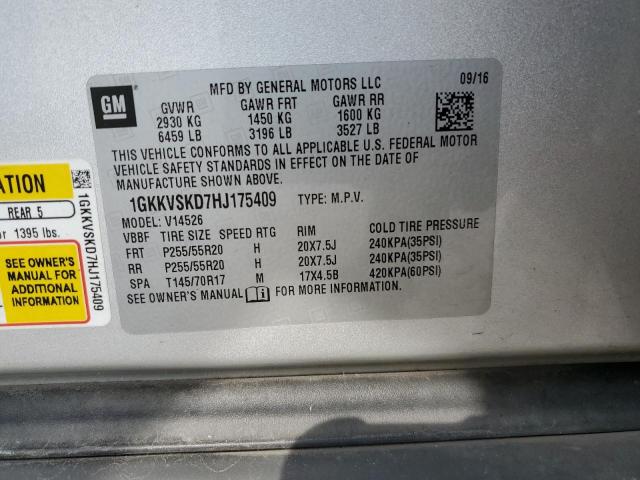 GM
MFD BY GENERAL MOTORS LLC 09/16
GVWR GAWR FRT GAWR RR
2930 KG 1450 KG 1600 KG
6459 LB 3196 LB 3527 LB
THIS VEHICLE CONFORMS TO ALL APPLICABLE U.S. FEDERAL MOTOR
VEHICLE SAFETY STANDARDS IN EFFECT ON THE DATE OF
MANUFACTURE SHOWN ABOVE.
1GKKVSKD7HJ175409 TYPE: M.P.V.
MODEL: V14526
VBBF TIRE SIZE SPEED RTG RIM COLD TIRE PRESSURE
FRT P255/55R20 H 20X7.5J 240KPA(35PSI)
RR P255/55R20 H 20X7.5J 240KPA(35PSI)
SPA T145/70R17 M 17X4.5B 420KPA(60PSI)
SEE OWNER'S MANUAL FOR MORE INFORMATION.
ATION
REAR 5
r 1395 lbs.
SEE OWNER'S
MANUAL FOR
ADDITIONAL
INFORMATION
1GKKVSKD7HJ175409